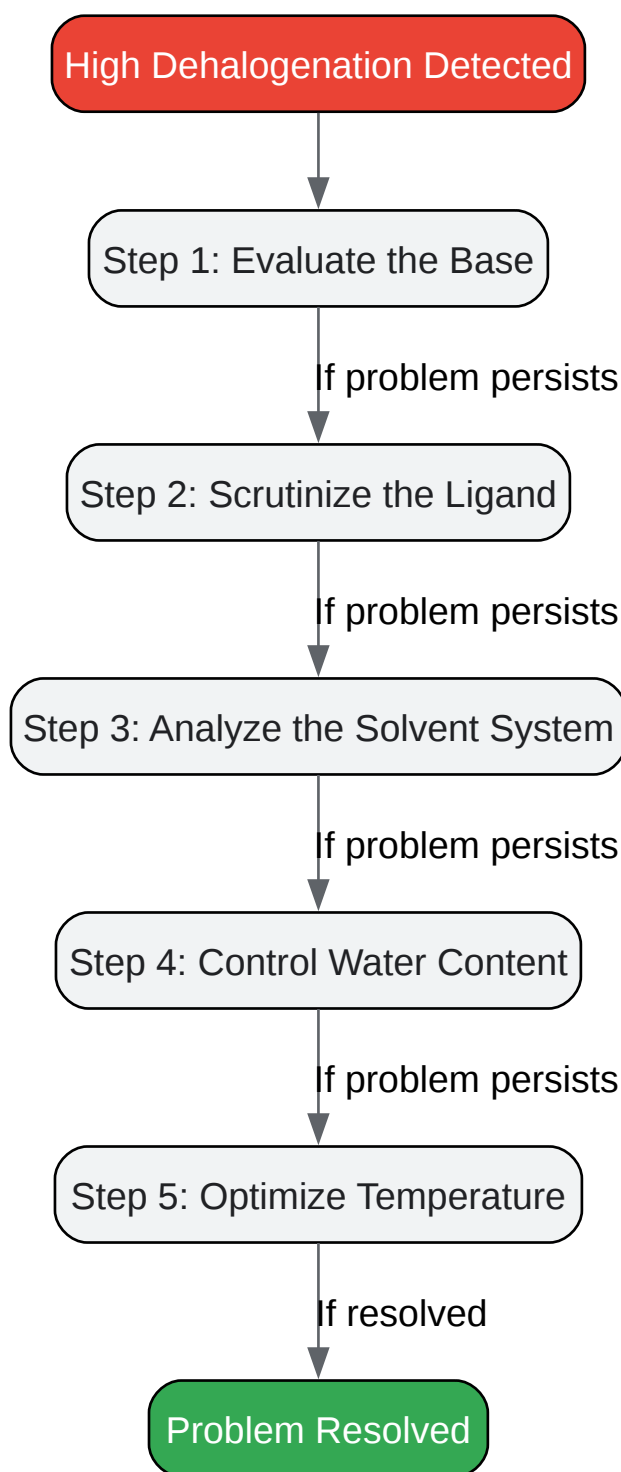 High Dehalogenation Detected
Step 1: Evaluate the Base
If problem persists
Step 2: Scrutinize the Ligand
If problem persists
Step 3: Analyze the Solvent System
If problem persists
Step 4: Control Water Content
If problem persists
Step 5: Optimize Temperature
If resolved
Problem Resolved